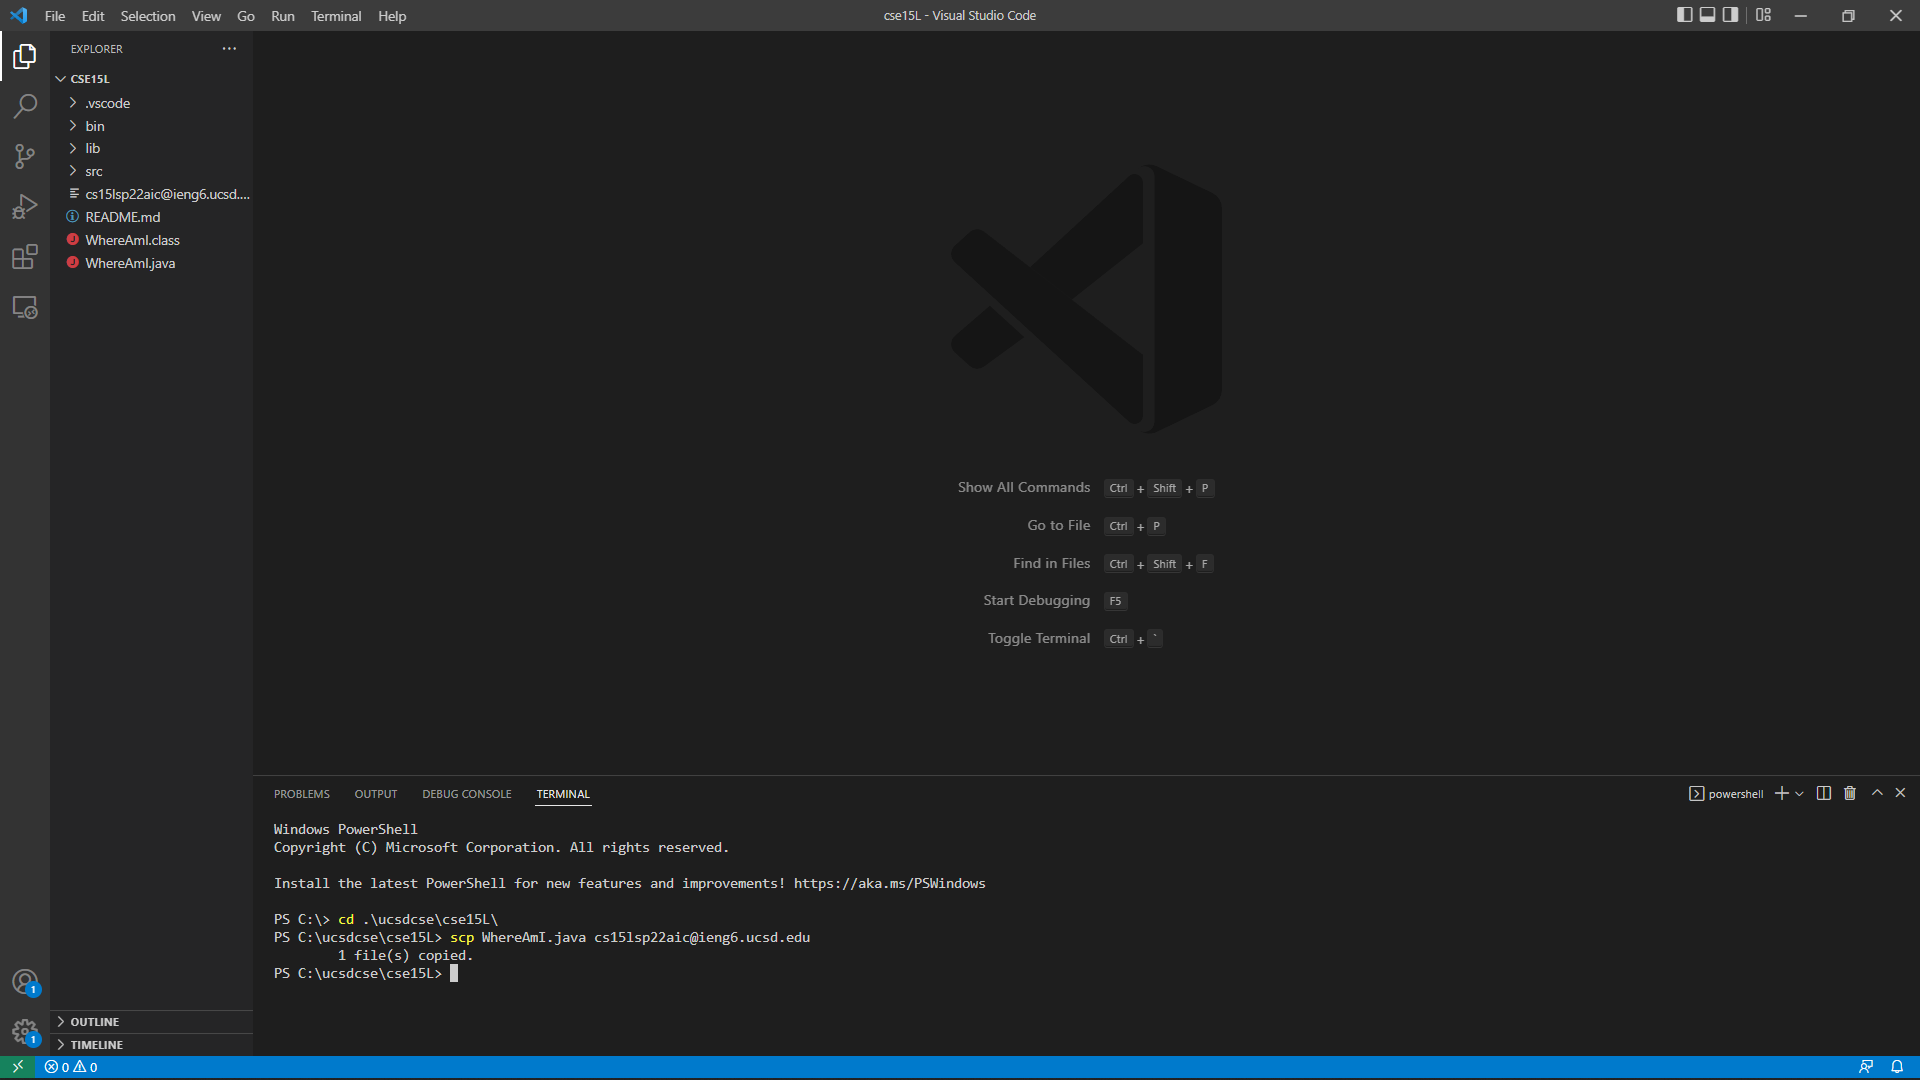 File Edit Selection View Go Run Terminal Help
cse15L - Visual Studio Code
EXPLORER
CSE15L
.vscode
bin
lib
src
cs15lsp22aic@ieng6.ucsd....
README.md
WhereAmI.class
WhereAmI.java
Show All Commands Ctrl + Shift + P
Go to File Ctrl + P
Find in Files Ctrl + Shift + F
Start Debugging F5
Toggle Terminal Ctrl + `
PROBLEMS OUTPUT DEBUG CONSOLE TERMINAL
powershell
Windows PowerShell
Copyright (C) Microsoft Corporation. All rights reserved.
Install the latest PowerShell for new features and improvements! https://aka.ms/PSWindows
PS C:\> cd .\ucsdcse\cse15L\
PS C:\ucsdcse\cse15L> scp WhereAmI.java cs15lsp22aic@ieng6.ucsd.edu
1 file(s) copied.
PS C:\ucsdcse\cse15L>
1
1
OUTLINE
TIMELINE
0 0